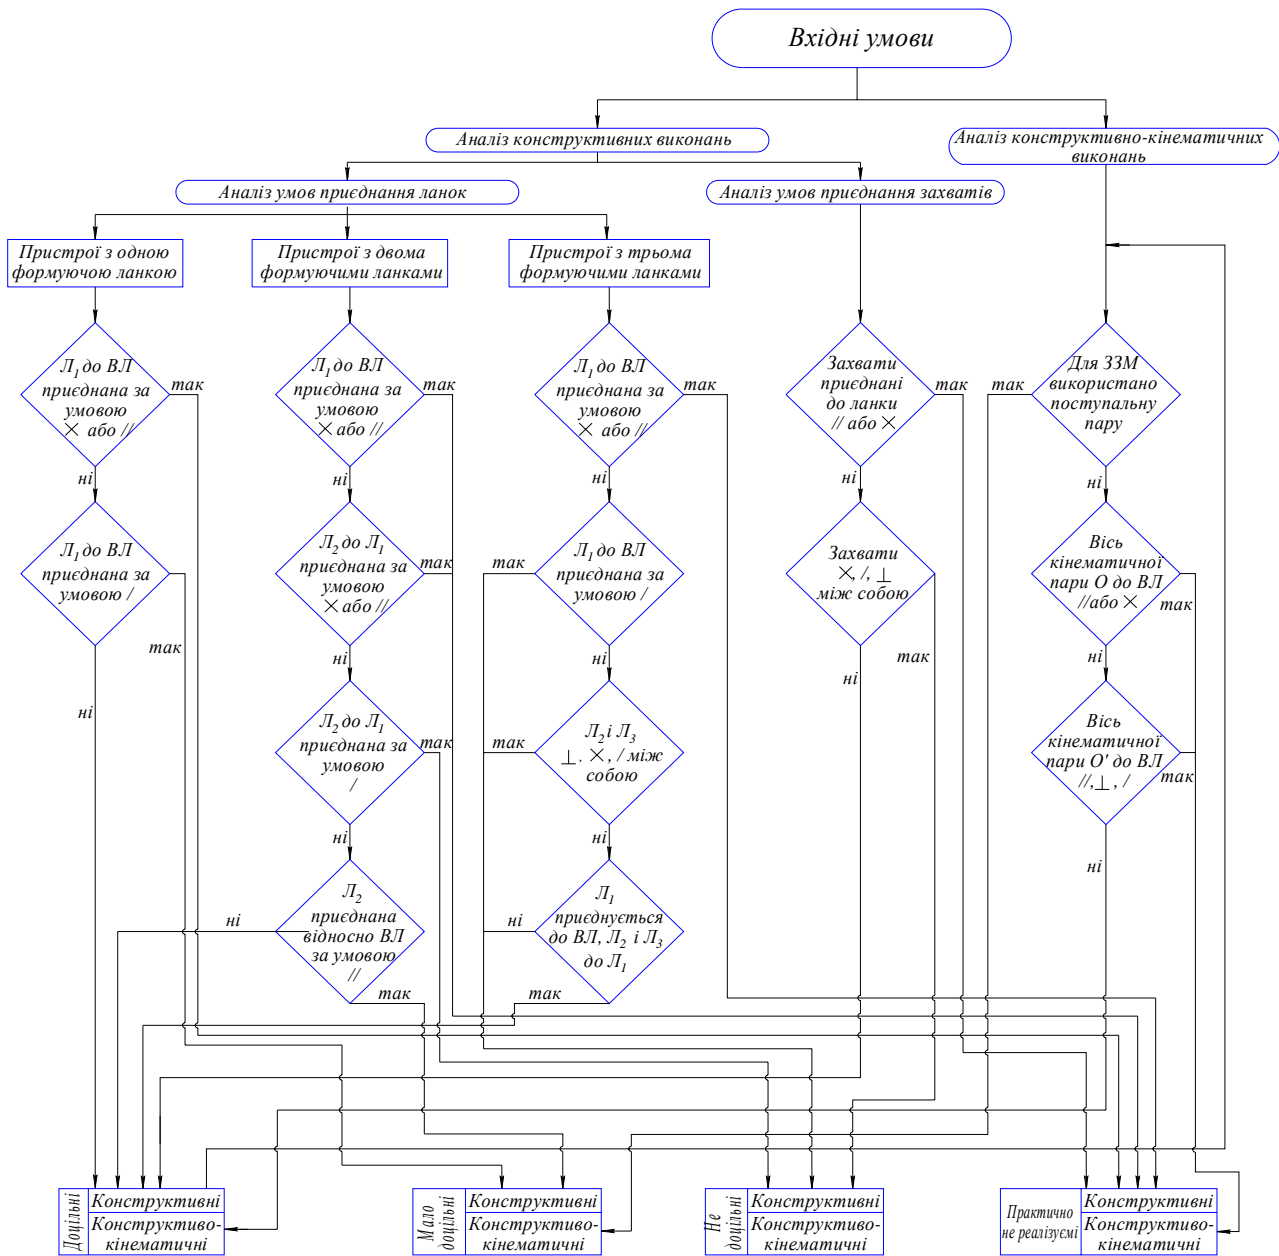 Вхідні умови
Аналіз конструктивних виконань
Аналіз конструктивно-кінематичних
виконань
Аналіз умов приєднання ланок
Аналіз умов приєднання захватів
Пристрої з одною
формуючою ланкою
Пристрої з двома
формуючими ланками
Пристрої з трьома
формуючими ланками
Л1 до ВЛ
приєднана за
умовою
× або //
так
ні
Л1 до ВЛ
приєднана за
умовою
× або //
так
ні
Л1 до ВЛ
приєднана за
умовою
× або //
так
ні
Захвати
приєднані
до ланки
// або ×
так
ні
так
Для ЗЗМ
використано
поступальну
пару
ні
Л1 до ВЛ
приєднана за
умовою /
так
ні
Л2 до Л1
приєднана за
умовою
× або //
так
ні
так
Л1 до ВЛ
приєднана за
умовою /
ні
Захвати
×, /, ⊥
між собою
так
ні
Вісь
кінематичної
пари О до ВЛ
//або ×
так
ні
Л2 до Л1
приєднана за
умовою
/
так
ні
так
Л2 і Л3
⊥. ×, / між
собою
ні
Вісь
кінематичної
пари О' до ВЛ
//,⊥, /
так
ні
ні
Л2
приєднана
відносно ВЛ
за умовою
//
так
ні
Л1
приєднується
до ВЛ, Л2 і Л3
до Л1
так
Доцільні
Конструктивні
Конструктиво-
кінематичні
Мало
доцільні
Конструктивні
Конструктиво-
кінематичні
Не
доцільні
Конструктивні
Конструктиво-
кінематичні
Практично
не реалізуємі
Конструктивні
Конструктиво-
кінематичні